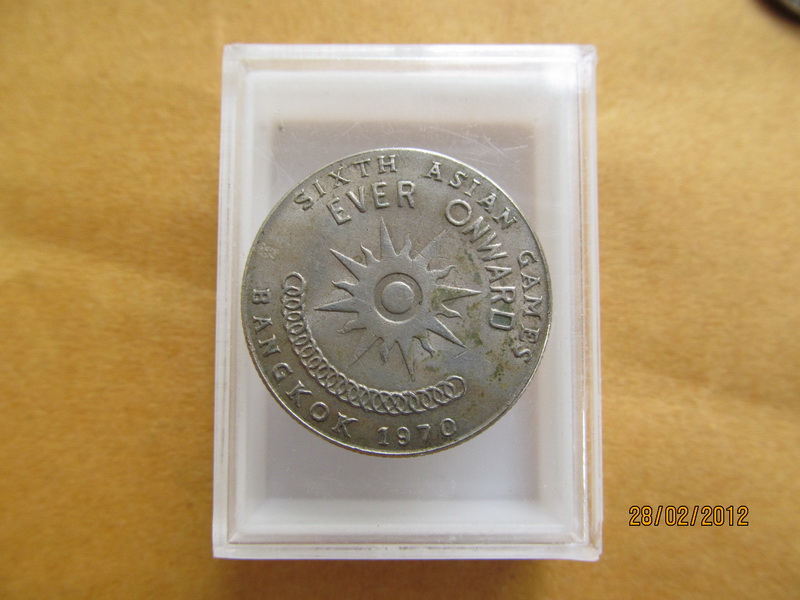 SIXTH ASIAN GAMES
EVER ONWARD
BANGKOK 1970
28/02/2012